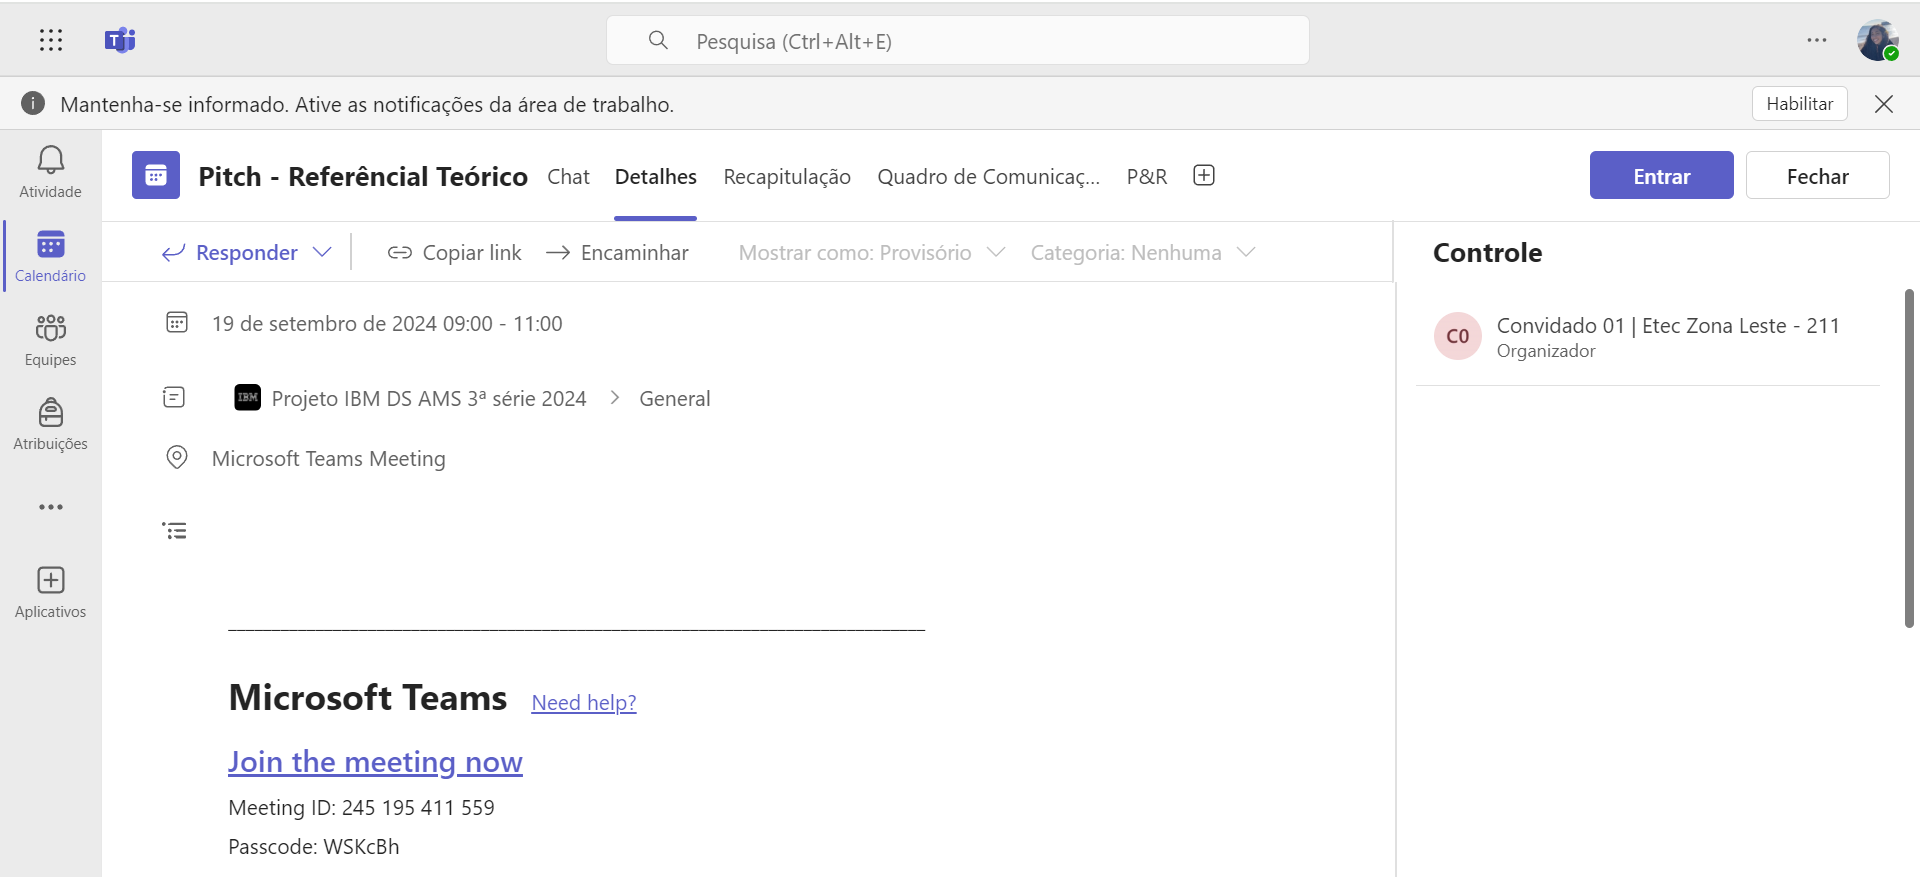 Pesquisa (Ctrl+Alt+E)
Mantenha-se informado. Ative as notificações da área de trabalho.
Habilitar
Atividade
Calendário
Equipes
Atribuições
Aplicativos
Pitch - Referêncial Teórico
Chat
Detalhes
Recapitulação
Quadro de Comunicaç...
P&R
Entrar
Fechar
Responder
Copiar link
Encaminhar
Mostrar como: Provisório
Categoria: Nenhuma
19 de setembro de 2024 09:00 - 11:00
IBM
Projeto IBM DS AMS 3ª série 2024
General
Microsoft Teams Meeting
Microsoft Teams
Need help?
Join the meeting now
Meeting ID: 245 195 411 559
Passcode: WSKcBh
Controle
C0
Convidado 01 | Etec Zona Leste - 211
Organizador